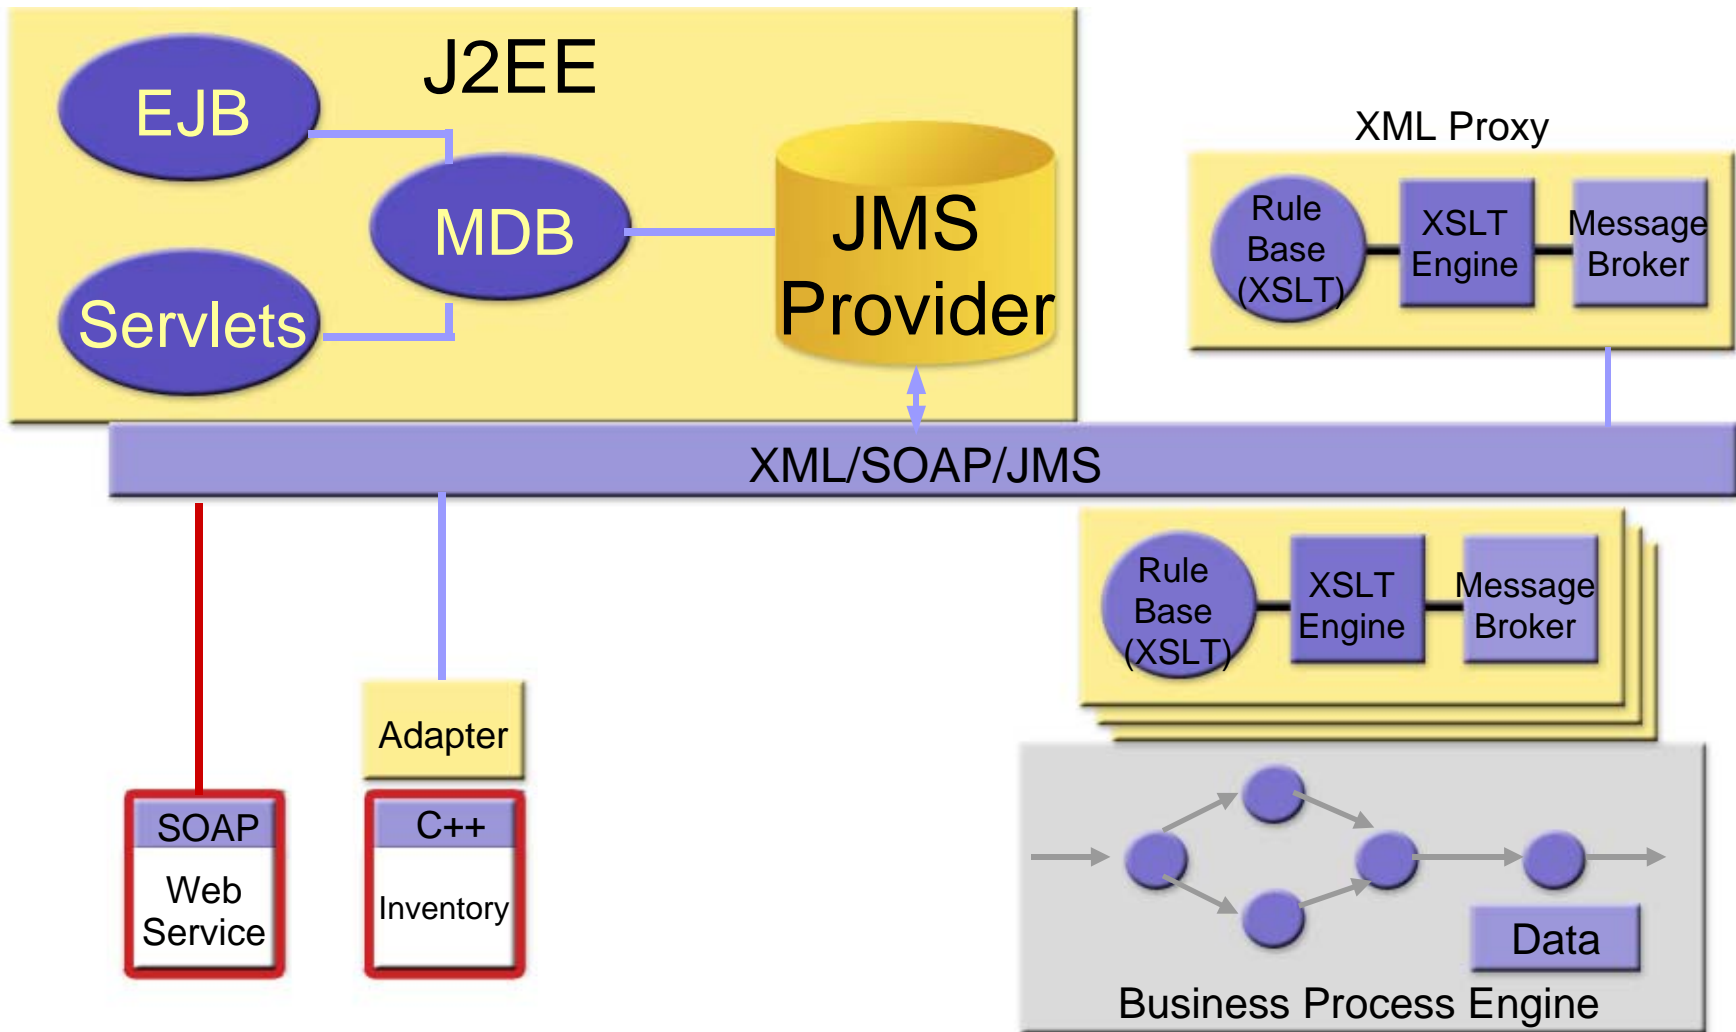 J2EE
EJB
MDB
Servlets
JMS
Provider
XML Proxy
Rule
Base
(XSLT)
XSLT
Engine
Message
Broker
XML/SOAP/JMS
Rule
Base
(XSLT)
XSLT
Engine
Message
Broker
Adapter
SOAP
Web
Service
C++
Inventory
Data
Business Process Engine